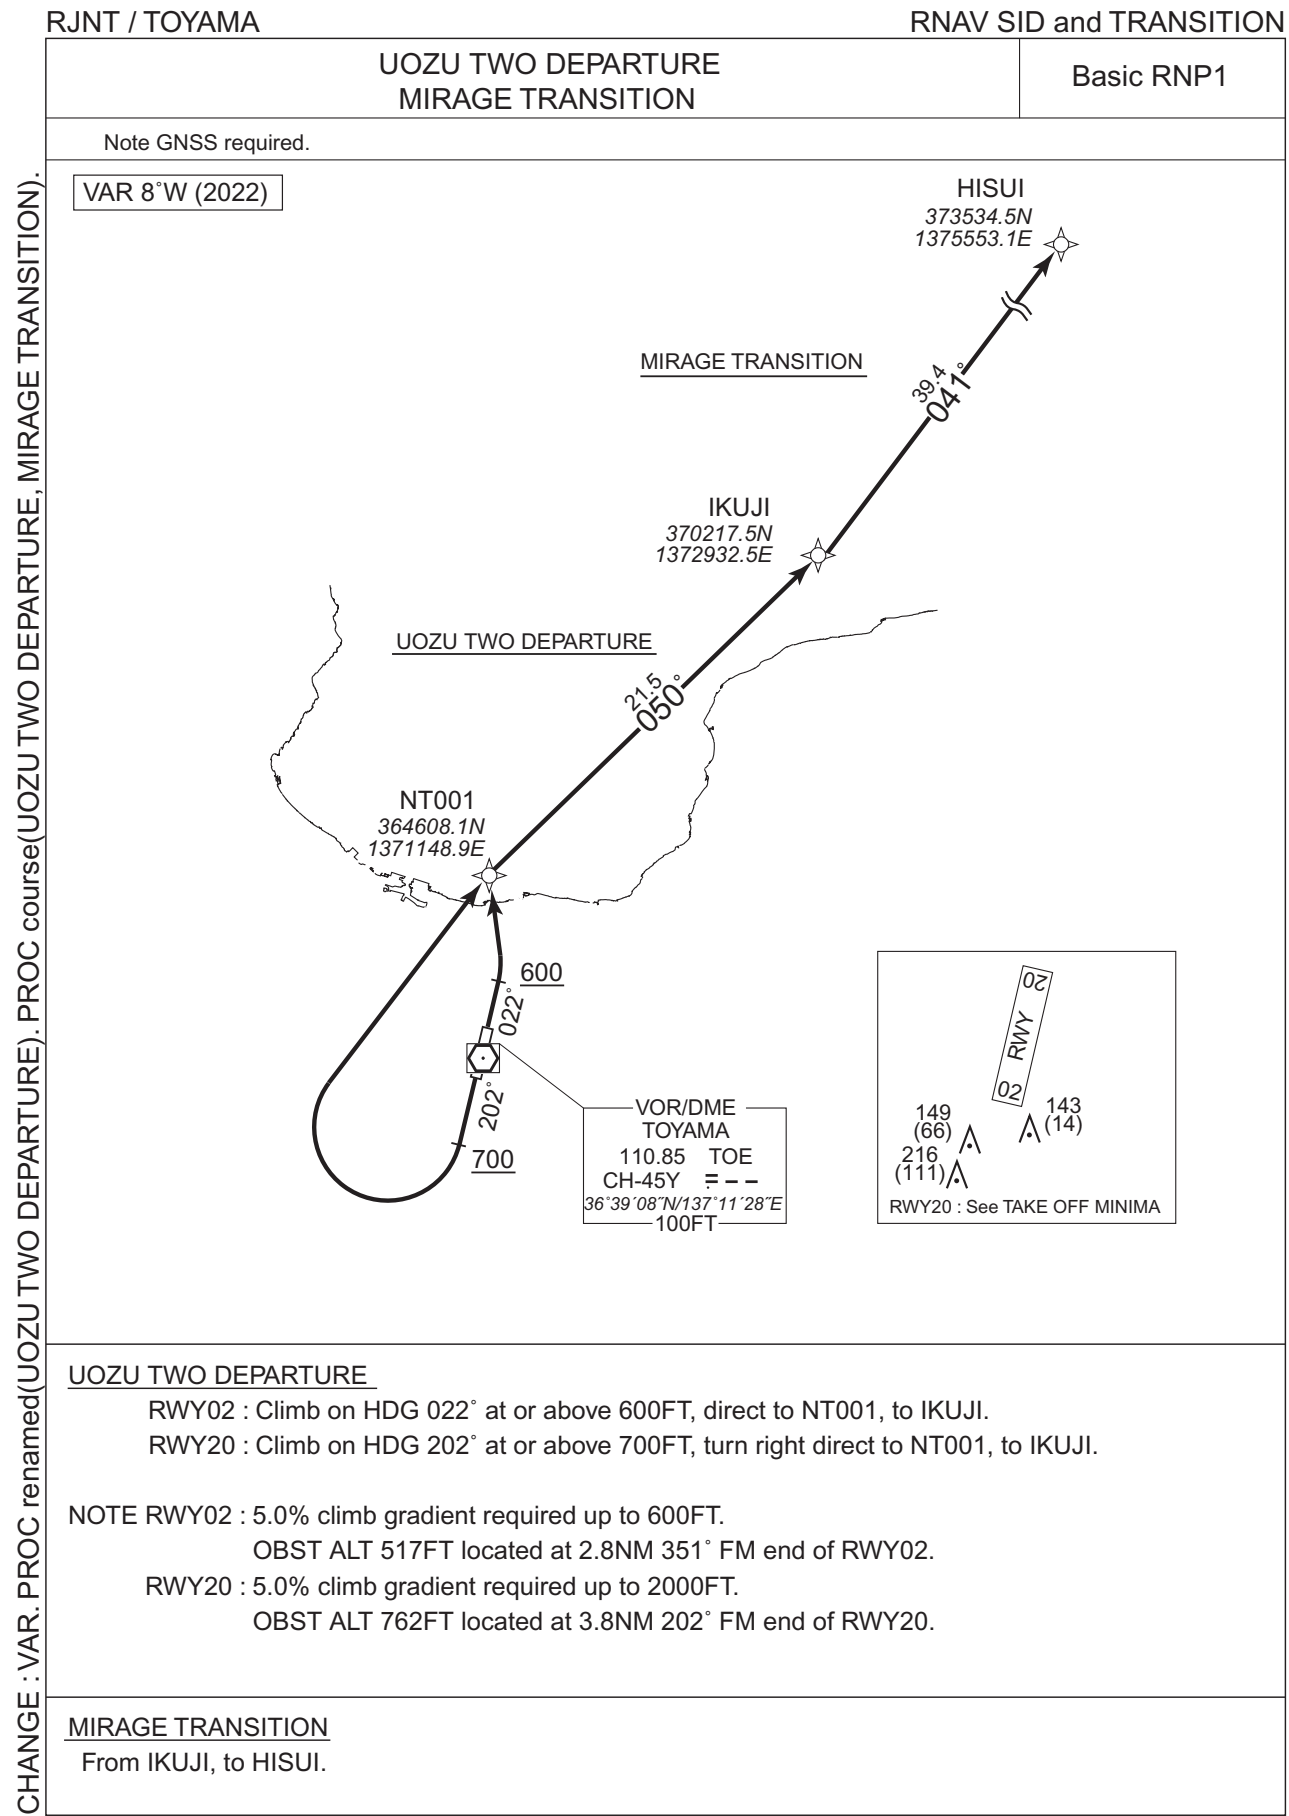 RJNT / TOYAMA
RNAV SID and TRANSITION
UOZU TWO DEPARTURE
MIRAGE TRANSITION
Basic RNP1
Note GNSS required.
VAR 8°W (2022)
HISUI
373534.5N
1375553.1E
MIRAGE TRANSITION
39.4
041°
IKUJI
370217.5N
1372932.5E
UOZU TWO DEPARTURE
21.5
050°
NT001
364608.1N
1371148.9E
600
022°
202°
700
VOR/DME
TOYAMA
110.85 TOE
CH-45Y
36°39′08″N/137°11′28″E
100FT
20
RWY
02
149
(66)
143
(14)
216
(111)
RWY20 : See TAKE OFF MINIMA
UOZU TWO DEPARTURE
RWY02 : Climb on HDG 022° at or above 600FT, direct to NT001, to IKUJI.
RWY20 : Climb on HDG 202° at or above 700FT, turn right direct to NT001, to IKUJI.
NOTE RWY02 : 5.0% climb gradient required up to 600FT.
OBST ALT 517FT located at 2.8NM 351° FM end of RWY02.
RWY20 : 5.0% climb gradient required up to 2000FT.
OBST ALT 762FT located at 3.8NM 202° FM end of RWY20.
MIRAGE TRANSITION
From IKUJI, to HISUI.
CHANGE : VAR. PROC renamed(UOZU TWO DEPARTURE). PROC course(UOZU TWO DEPARTURE, MIRAGE TRANSITION).